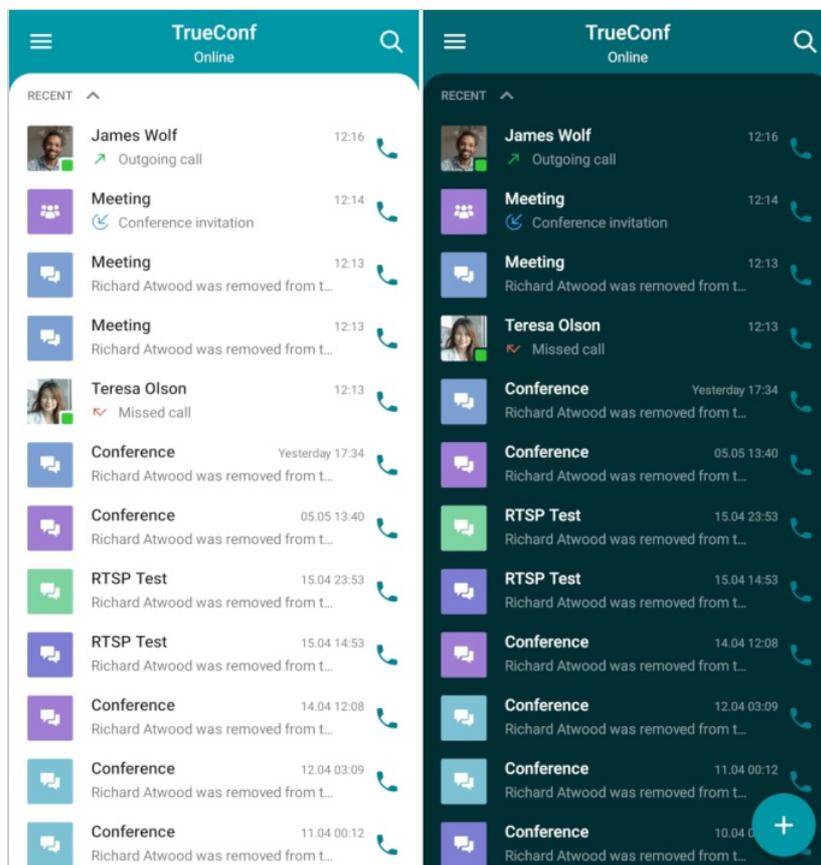 TrueConf
Online
RECENT
James Wolf 12:16
Outgoing call
Meeting 12:14
Conference invitation
Meeting 12:13
Richard Atwood was removed from t...
Meeting 12:13
Richard Atwood was removed from t...
Teresa Olson 12:13
Missed call
Conference Yesterday 17:34
Richard Atwood was removed from t...
Conference 05.05 13:40
Richard Atwood was removed from t...
RTSP Test 15.04 23:53
Richard Atwood was removed from t...
RTSP Test 15.04 14:53
Richard Atwood was removed from t...
Conference 14.04 12:08
Richard Atwood was removed from t...
Conference 12.04 03:09
Richard Atwood was removed from t...
Conference 11.04 00:12
Richard Atwood was removed from t...
TrueConf
Online
RECENT
James Wolf 12:16
Outgoing call
Meeting 12:14
Conference invitation
Meeting 12:13
Richard Atwood was removed from t...
Teresa Olson 12:13
Missed call
Conference Yesterday 17:34
Richard Atwood was removed from t...
Conference 05.05 13:40
Richard Atwood was removed from t...
RTSP Test 15.04 23:53
Richard Atwood was removed from t...
RTSP Test 15.04 14:53
Richard Atwood was removed from t...
Conference 14.04 12:08
Richard Atwood was removed from t...
Conference 12.04 03:09
Richard Atwood was removed from t...
Conference 11.04 00:12
Richard Atwood was removed from t...
Conference 10.04
Richard Atwood was removed from t...